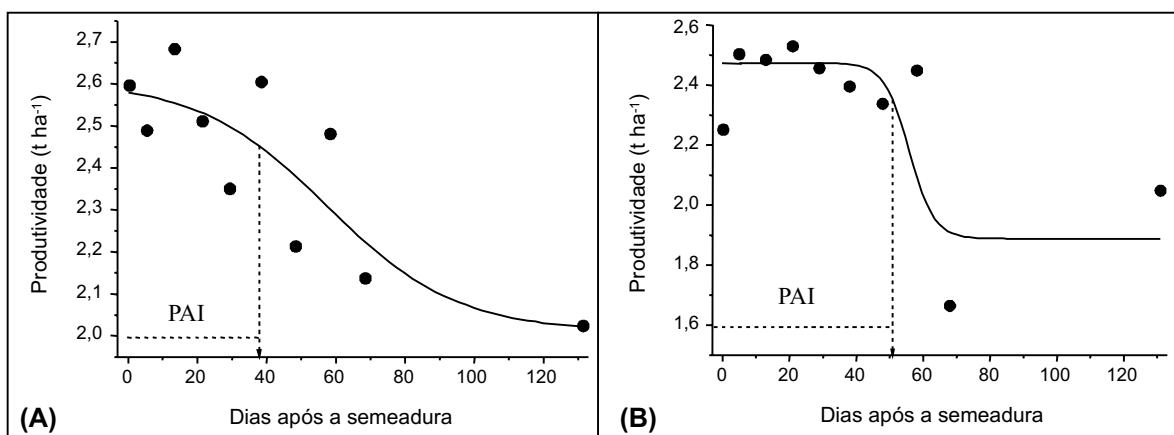 2,7
2,6
2,5
2,4
2,3
2,2
2,1
2,0
Produtividade (t ha-1)
PAI
0 20 40 60 80 100 120
Dias após a semeadura
(A)
2,6
2,4
2,2
2,0
1,8
1,6
Produtividade (t ha-1)
PAI
0 20 40 60 80 100 120
Dias após a semeadura
(B)